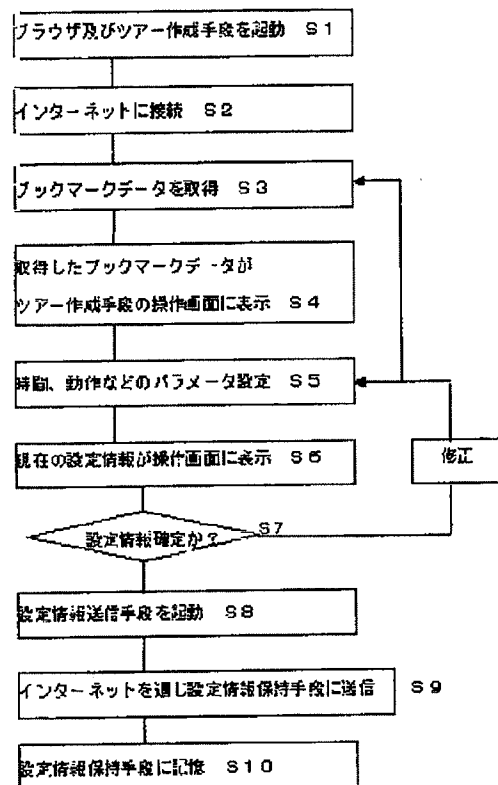 ブラウザ及びツアー作成手段を起動 S1
インターネットに接続 S2
ブックマークデータを取得 S3
取得したブックマークデータが
ツアー作成手段の操作画面に表示 S4
時間、動作などのパラメータ設定 S5
現在の設定情報が操作画面に表示 S6
修正
設定情報確定か？ S7
設定情報送信手段を起動 S8
インターネットを通じ設定情報保持手段に送信 S9
設定情報保持手段に記憶 S10